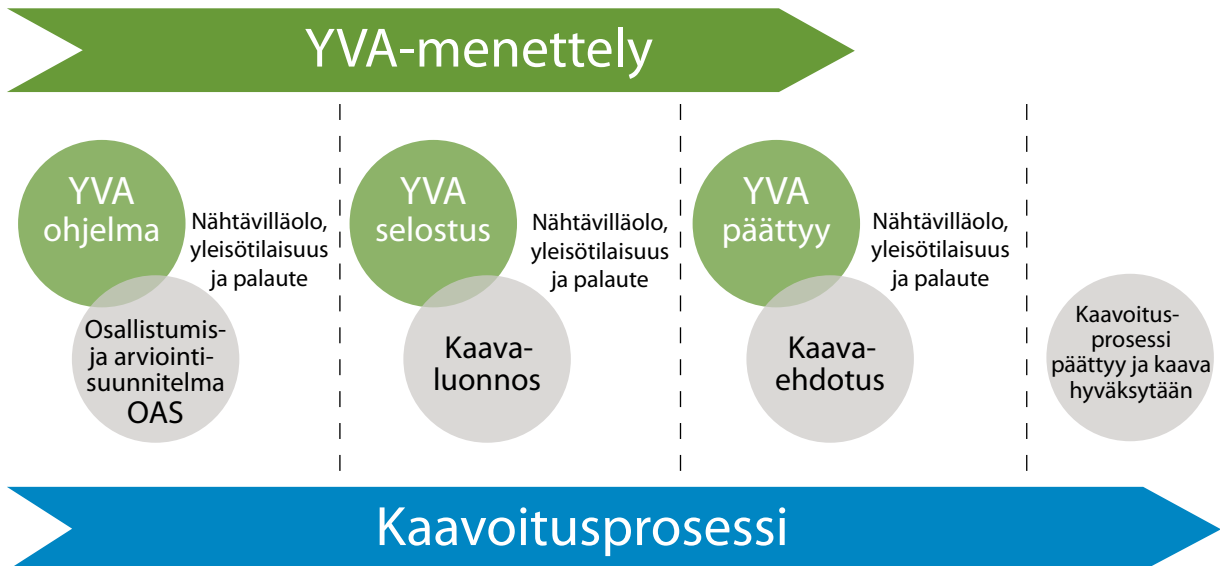 YVA-menettely
YVA
ohjelma
Nähtävilläolo,
yleisötilaisuus
ja palaute
Osallistumis-
ja arviointi-
suunnitelma
OAS
YVA
selostus
Nähtävilläolo,
yleisötilaisuus
ja palaute
Kaava-
luonnos
YVA
päättyy
Nähtävilläolo,
yleisötilaisuus
ja palaute
Kaava-
ehdotus
Kaavoitus-
prosessi
päättyy ja kaava
hyväksytään
Kaavoitusprosessi